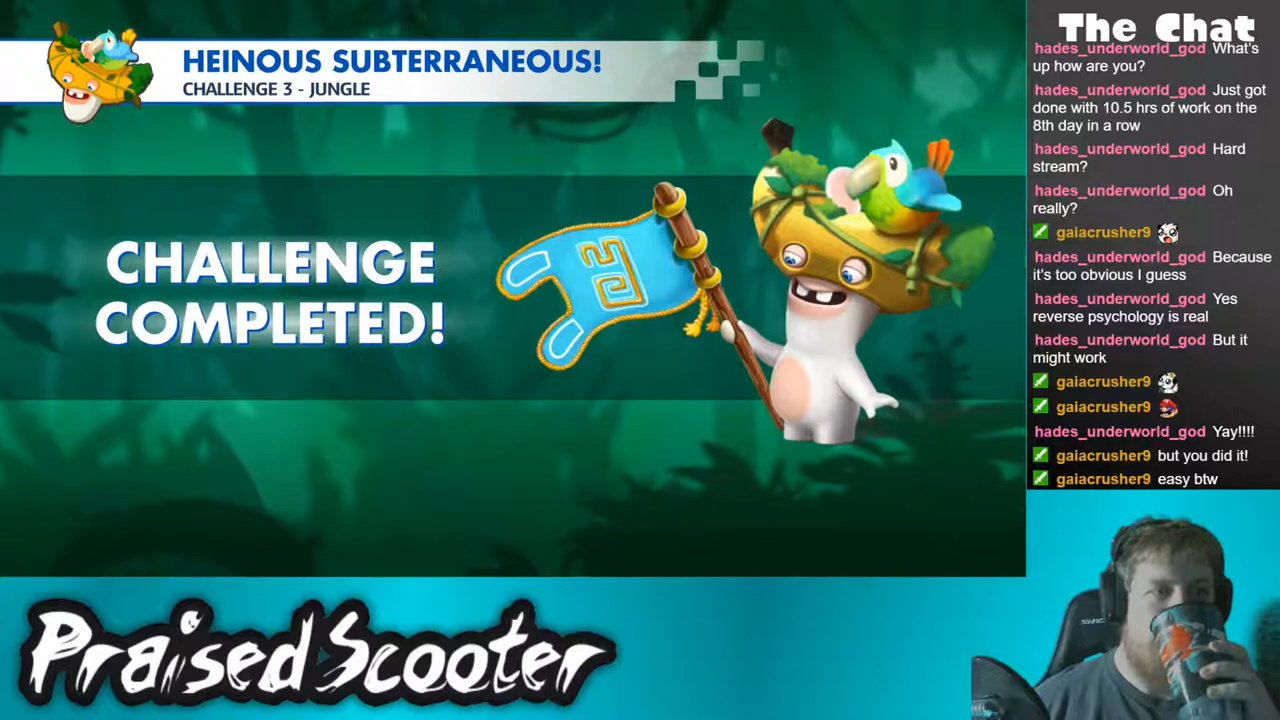 HEINOUS SUBTERRANEOUS!
CHALLENGE 3 - JUNGLE
CHALLENGE
COMPLETED!
The Chat
hades_underworld_god What's
up how are you?
hades_underworld_god Just got
done with 10.5 hrs of work on the
8th day in a row
hades_underworld_god Hard
stream?
hades_underworld_god Oh
really?
gaiacrusher9
hades_underworld_god Because
it's too obvious I guess
hades_underworld_god Yes
reverse psychology is real
hades_underworld_god But it
might work
gaiacrusher9
gaiacrusher9
hades_underworld_god Yay!!!!
gaiacrusher9 but you did it!
gaiacrusher9 easy btw
PraisedScooter